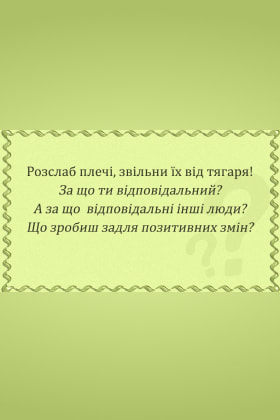 Розслаб плечі, звільни їх від тягаря!
За що ти відповідальний?
А за що відповідальні інші люди?
Що зробиш задля позитивних змін?